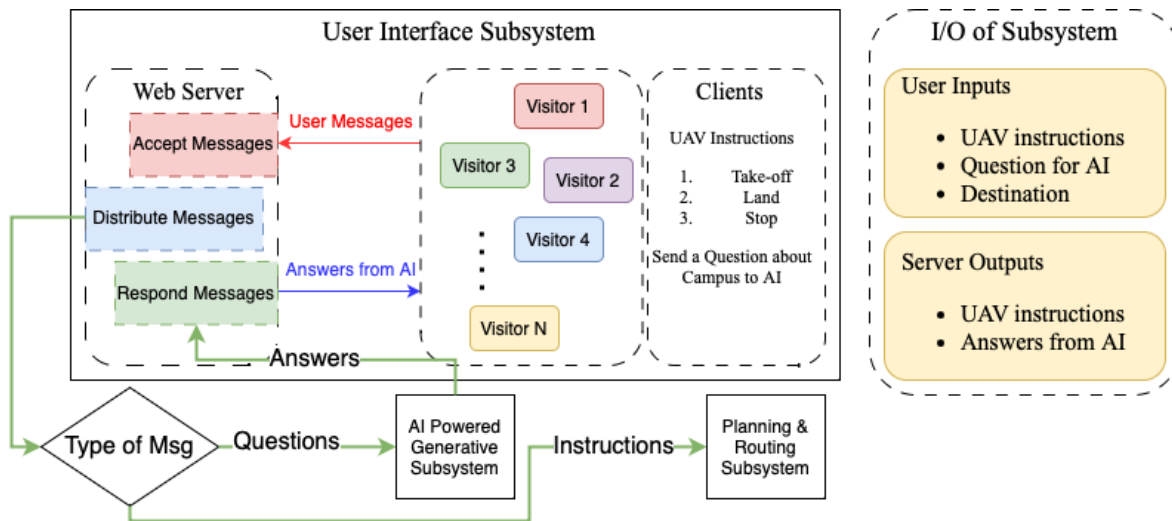 User Interface Subsystem
Web Server
Accept Messages
Distribute Messages
Respond Messages
User Messages
Answers from AI
Visitor 1
Visitor 3
Visitor 2
Visitor 4
Visitor N
Clients
UAV Instructions
1. Take-off
2. Land
3. Stop
Send a Question about
Campus to AI
I/O of Subsystem
User Inputs
• UAV instructions
• Question for AI
• Destination
Server Outputs
• UAV instructions
• Answers from AI
Answers
Type of Msg
Questions
AI Powered
Generative
Subsystem
Instructions
Planning &
Routing
Subsystem